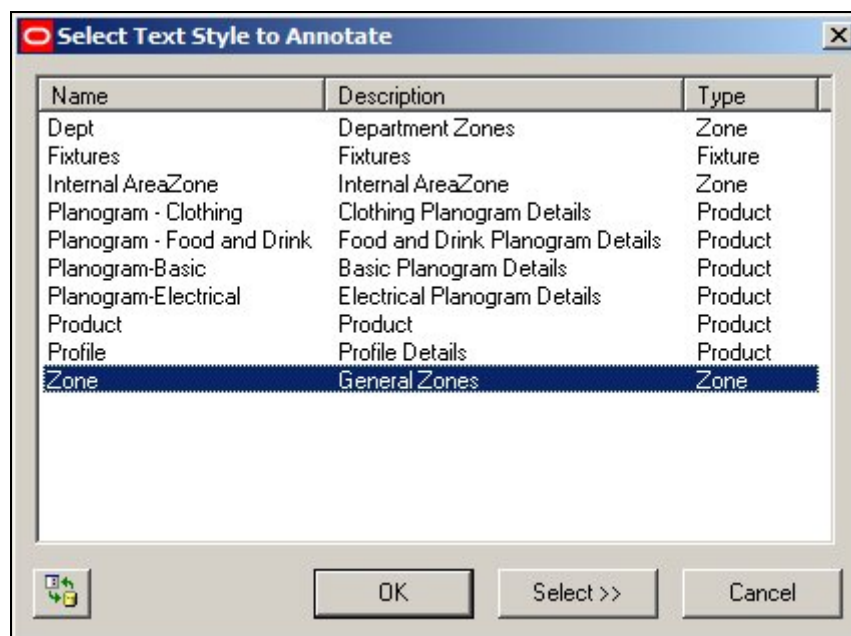 Select Text Style to Annotate
Name Description Type
Dept Department Zones Zone
Fixtures Fixtures Fixture
Internal AreaZone Internal AreaZone Zone
Planogram - Clothing Clothing Planogram Details Product
Planogram - Food and Drink Food and Drink Planogram Details Product
Planogram-Basic Basic Planogram Details Product
Planogram-Electrical Electrical Planogram Details Product
Product Product Product
Profile Profile Details Product
Zone General Zones Zone
OK Select >> Cancel